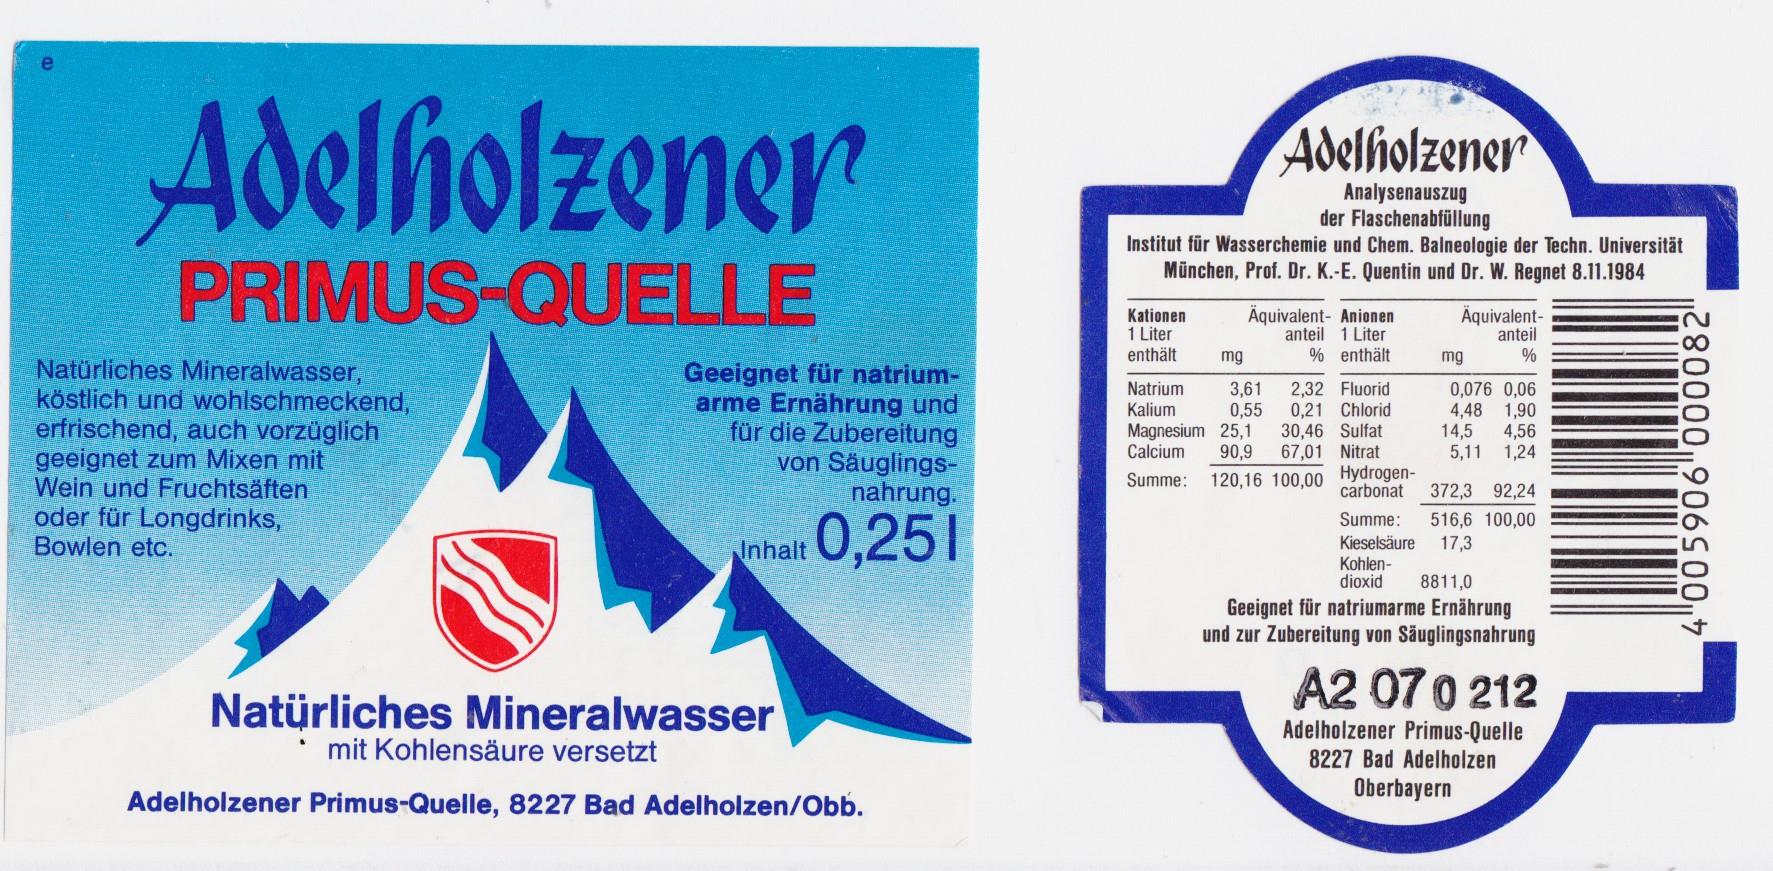 e
Adelholzener
PRIMUS-QUELLE
Natürliches Mineralwasser,
köstlich und wohlschmeckend,
erfrischend, auch vorzüglich
geeignet zum Mixen mit
Wein und Fruchtsäften
oder für Longdrinks,
Bowlen etc.
Geeignet für natrium-
arme Ernährung und
für die Zubereitung
von Säuglings-
nahrung.
Inhalt 0,25 l
Natürliches Mineralwasser
mit Kohlensäure versetzt
Adelholzener Primus-Quelle, 8227 Bad Adelholzen/Obb.
Adelholzener
Analysenauszug
der Flaschenabfüllung
Institut für Wasserchemie und Chem. Balneologie der Techn. Universität
München, Prof. Dr. K.-E. Quentin und Dr. W. Regnet 8.11.1984
Kationen Äquivalent-
1 Liter anteil
enthält mg %
Natrium 3,61 2,32
Kalium 0,55 0,21
Magnesium 25,1 30,46
Calcium 90,9 67,01
Summe: 120,16 100,00
Anionen Äquivalent-
1 Liter anteil
enthält mg %
Fluorid 0,076 0,06
Chlorid 4,48 1,90
Sulfat 14,5 4,56
Nitrat 5,11 1,24
Hydrogen-
carbonat 372,3 92,24
Summe: 516,6 100,00
Kieselsäure 17,3
Kohlen-
dioxid 8811,0
4 005906 000082
Geeignet für natriumarme Ernährung
und zur Zubereitung von Säuglingsnahrung
A2 07 0 212
Adelholzener Primus-Quelle
8227 Bad Adelholzen
Oberbayern